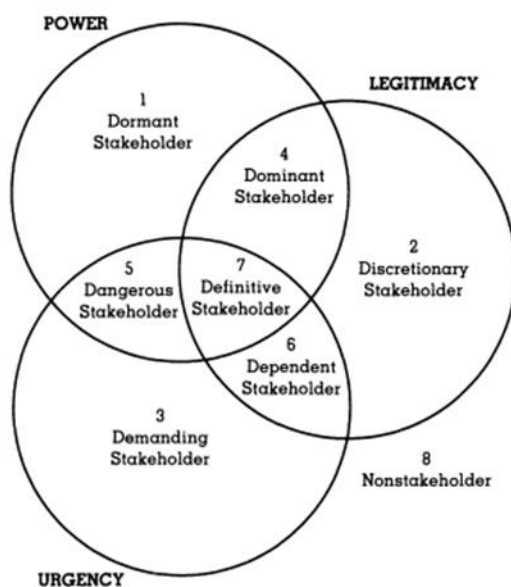 POWER
LEGITIMACY
1
Dormant
Stakeholder
4
Dominant
Stakeholder
2
Discretionary
Stakeholder
5
Dangerous
Stakeholder
7
Definitive
Stakeholder
6
Dependent
Stakeholder
3
Demanding
Stakeholder
8
Nonstakeholder
URGENCY